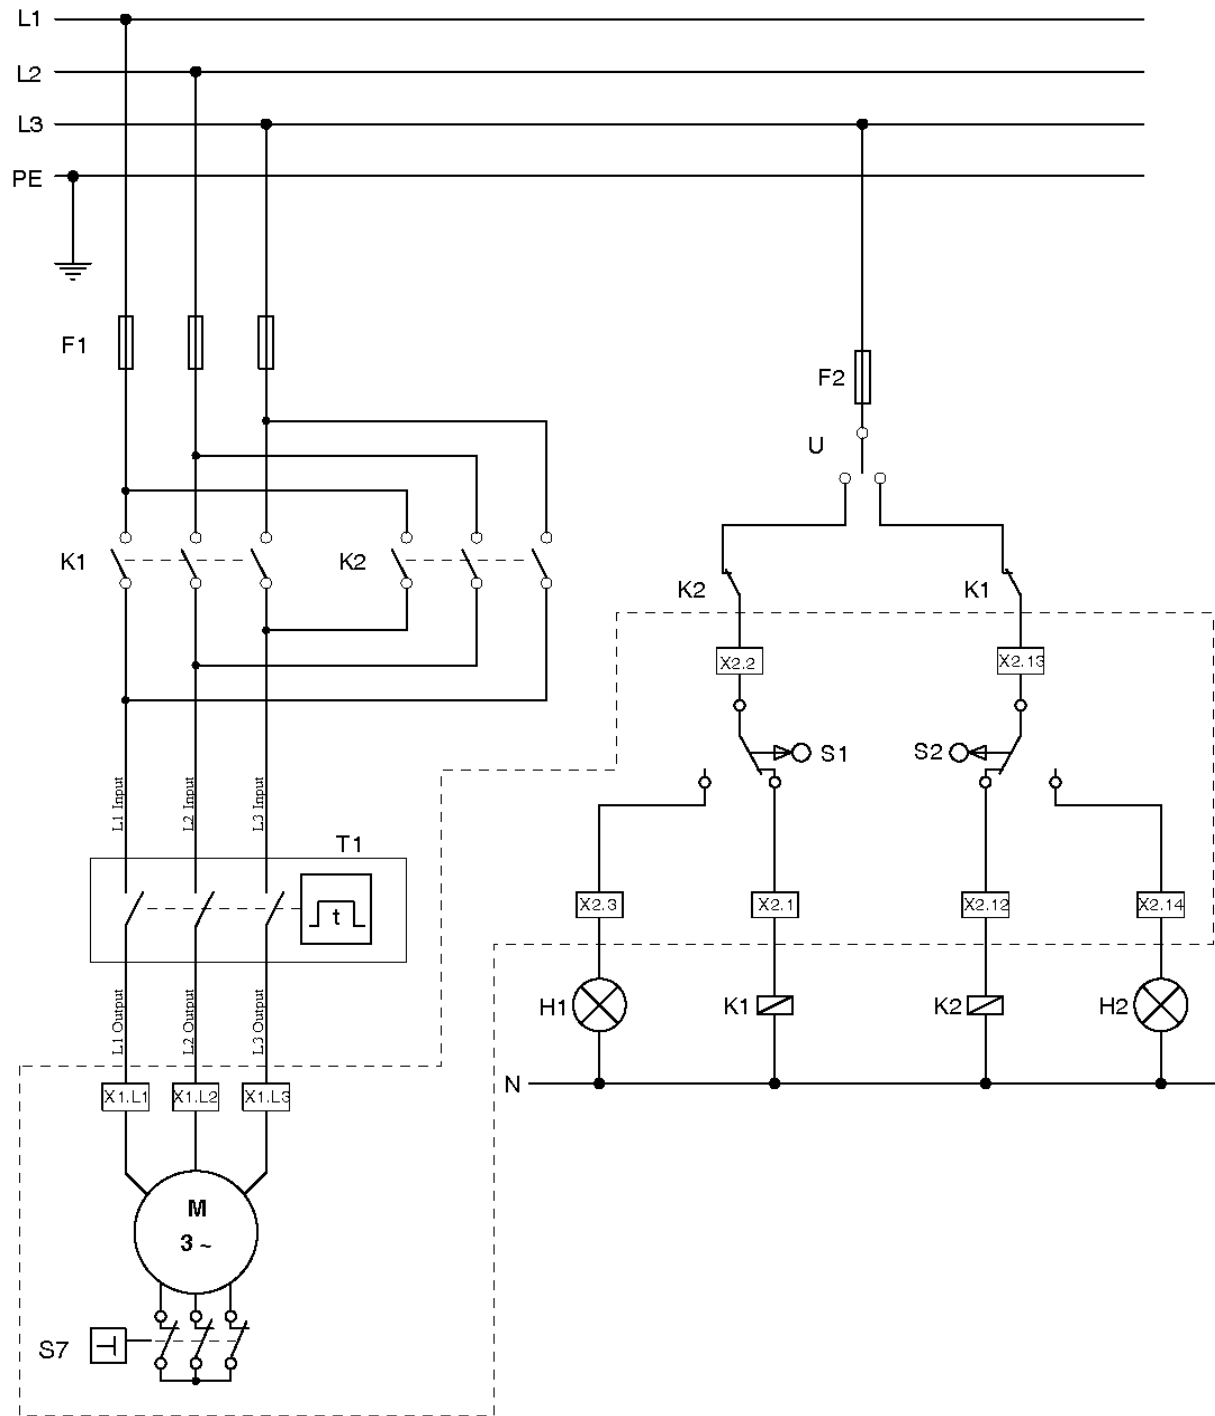 L1
L2
L3
PE
F1
F2
U
K1
K2
K2
K1
X2.2
X2.13
S1
S2
L1 Input
L2 Input
L3 Input
T1
t
X2.3
X2.1
X2.12
X2.14
L1 Output
L2 Output
L3 Output
H1
K1
K2
H2
N
X1.L1
X1.L2
X1.L3
M
3 ~
S7